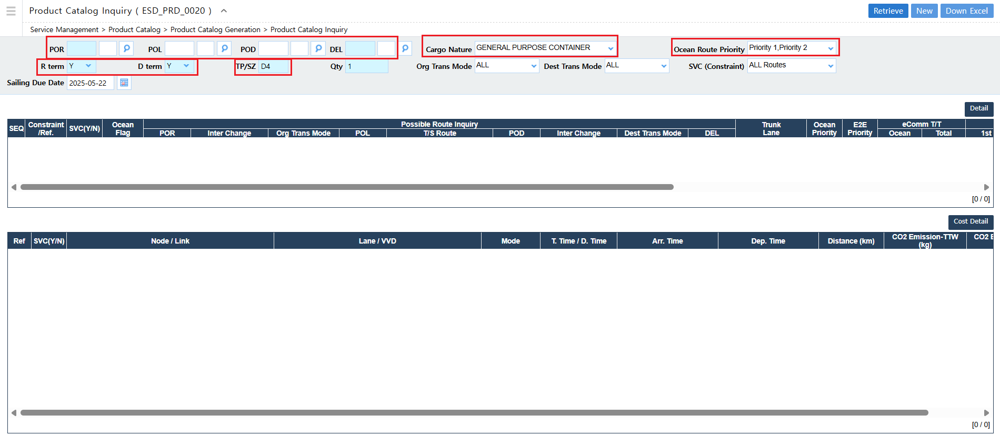 Product Catalog Inquiry ( ESD_PRD_0020 )
Retrieve New Down Excel
Service Management > Product Catalog > Product Catalog Generation > Product Catalog Inquiry
POR POL POD DEL Cargo Nature GENERAL PURPOSE CONTAINER Ocean Route Priority Priority 1,Priority 2
R term Y D term Y TP/SZ D4 Qty 1 Org Trans Mode ALL Dest Trans Mode ALL SVC (Constraint) ALL Routes
Sailing Due Date 2025-05-22
Detail
SEQ Constraint /Ref. SVC(Y/N) Ocean Flag Possible Route Inquiry Trunk Lane Ocean Priority E2E Priority eComm T/T
POR Inter Change Org Trans Mode POL T/S Route POD Inter Change Dest Trans Mode DEL Ocean Total 1st
[0 / 0]
Cost Detail
Ref SVC(Y/N) Node / Link Lane / VVD Mode T. Time / D. Time Arr. Time Dep. Time Distance (km) CO2 Emission-TTW (kg) CO2 E
[0 / 0]